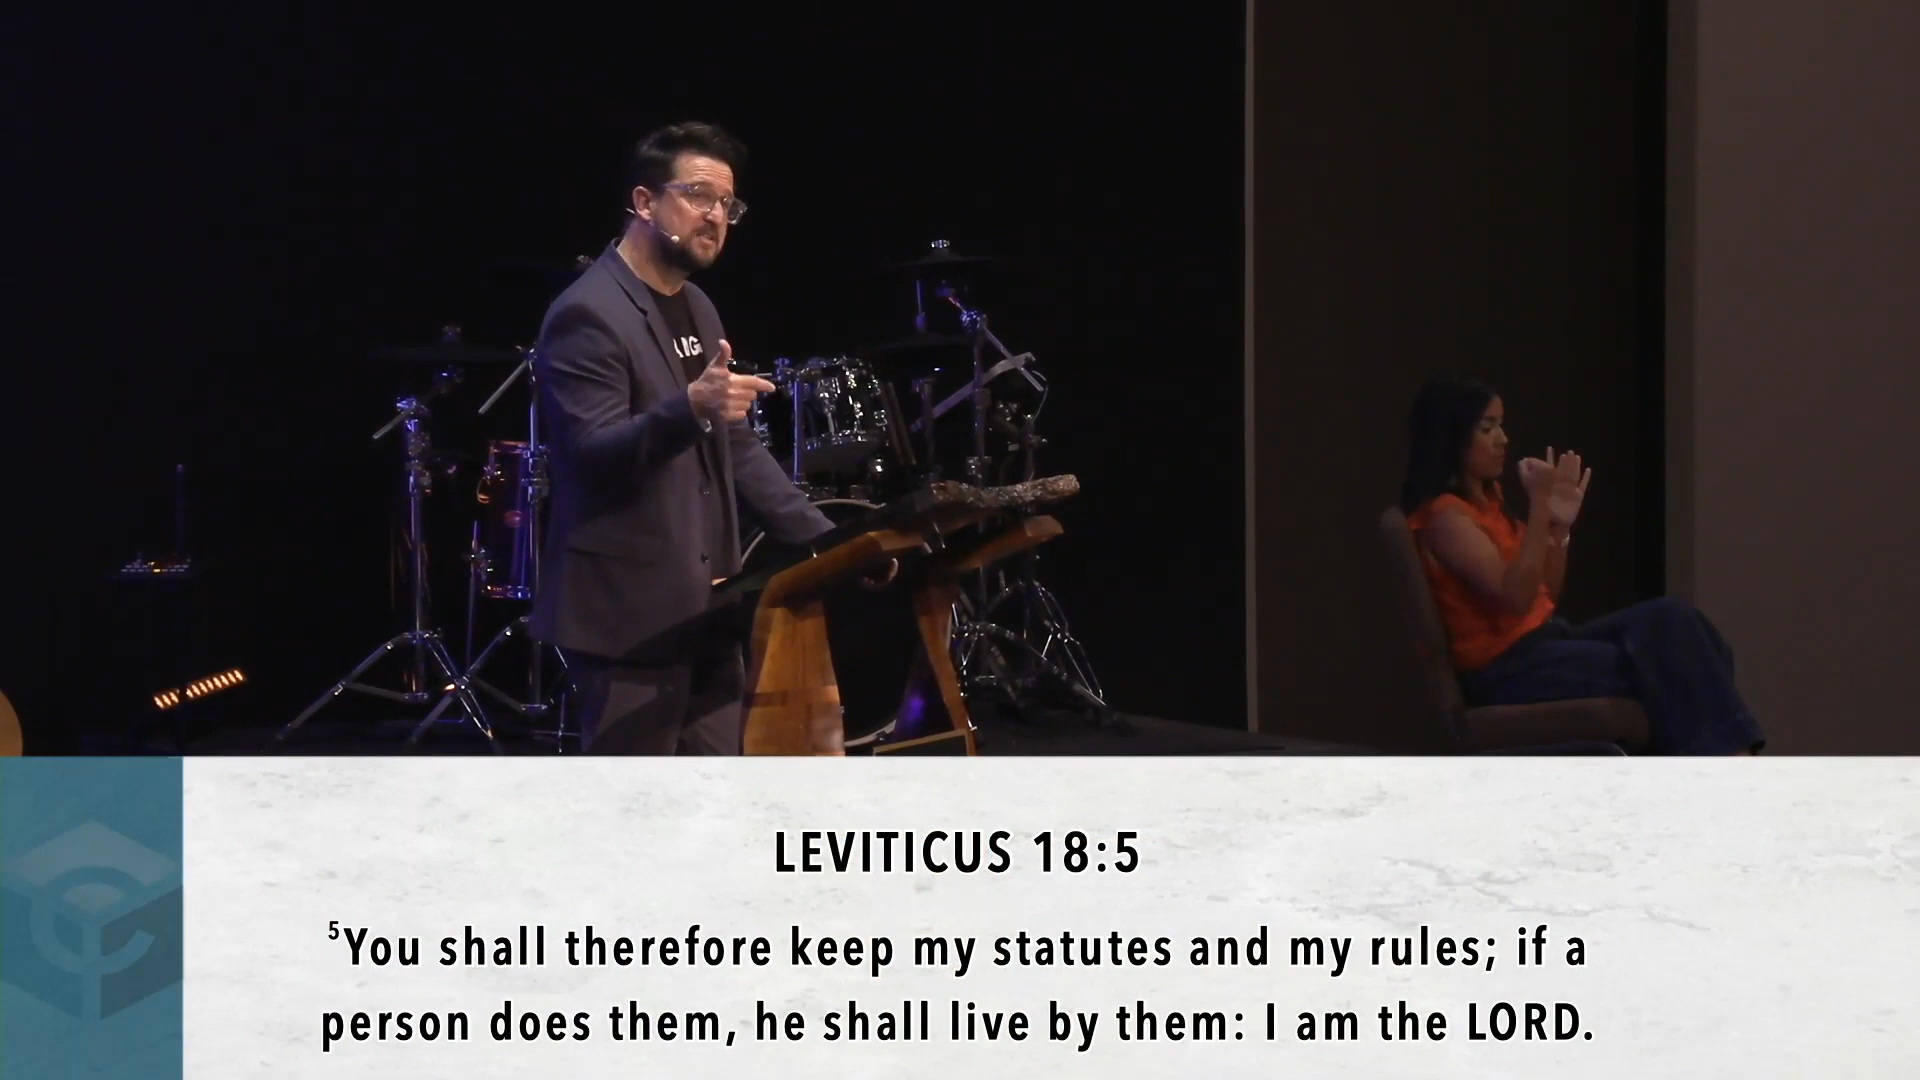 LEVITICUS 18:5
⁵You shall therefore keep my statutes and my rules; if a
person does them, he shall live by them: I am the LORD.